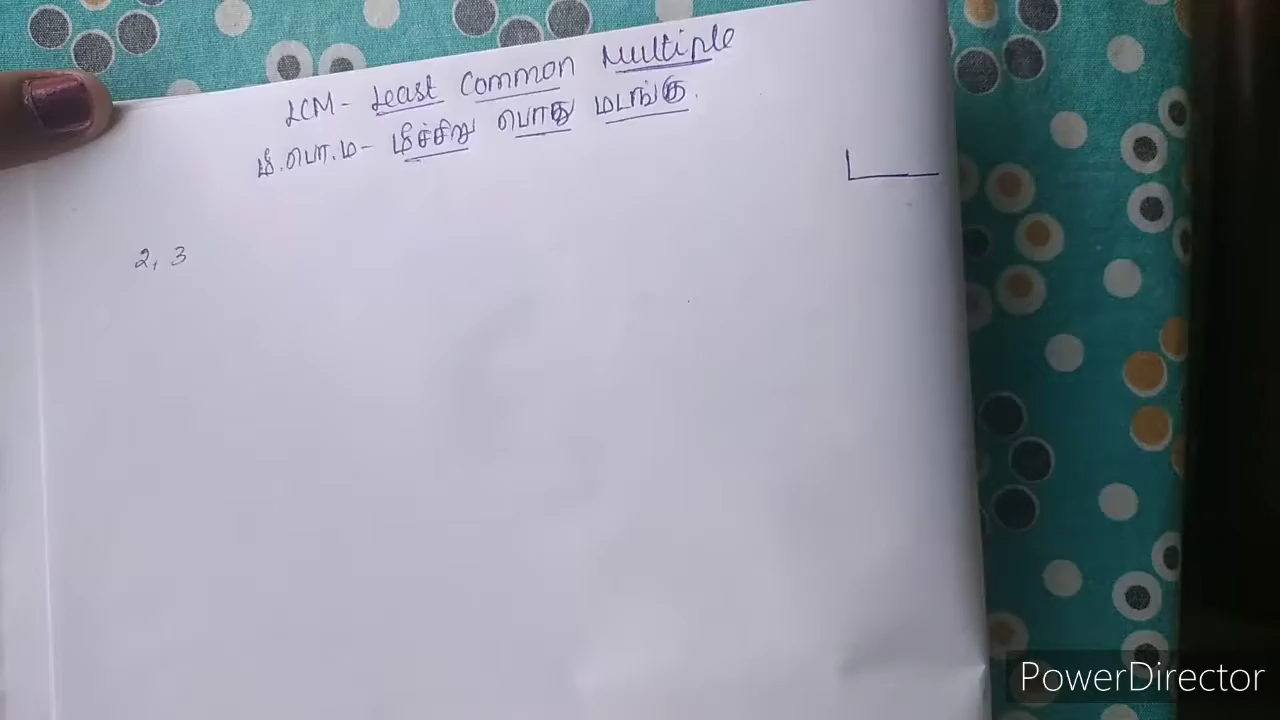 LCM - Least Common Multiple
மீ.பொ.ம - மீச்சிறு பொது மடங்கு.
2, 3
PowerDirector